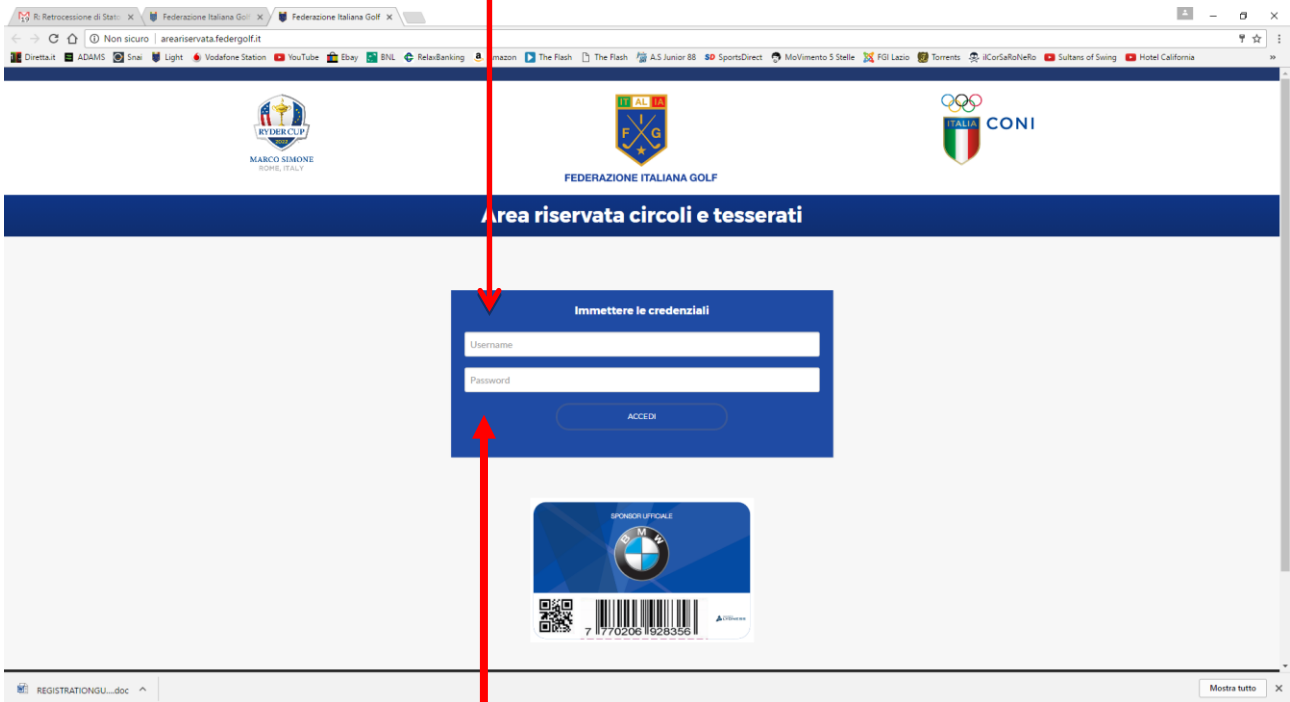 R: Retrocessione di Stato
Federazione Italiana Gol
Federazione Italiana Golf
Non sicuro | areariservata.federgolf.it
Diretta.it ADAMS Snai Light Vodafone Station YouTube Ebay BNL RelaxBanking mazon The Flash The Flash A.S Junior 88 SportsDirect MoVimento 5 Stelle FGI Lazio Torrents ilCorSaRoNeRo Sultans of Swing Hotel California »
RYDER CUP
2022
MARCO SIMONE
ROME, ITALY
IT AL IA
F G
FEDERAZIONE ITALIANA GOLF
ITALIA CONI
Area riservata circoli e tesserati
Immettere le credenziali
Username
Password
ACCEDI
SPONSOR UFFICIALE
BMW
7 770206 928356
REGISTRATIONGU....doc
Mostra tutto